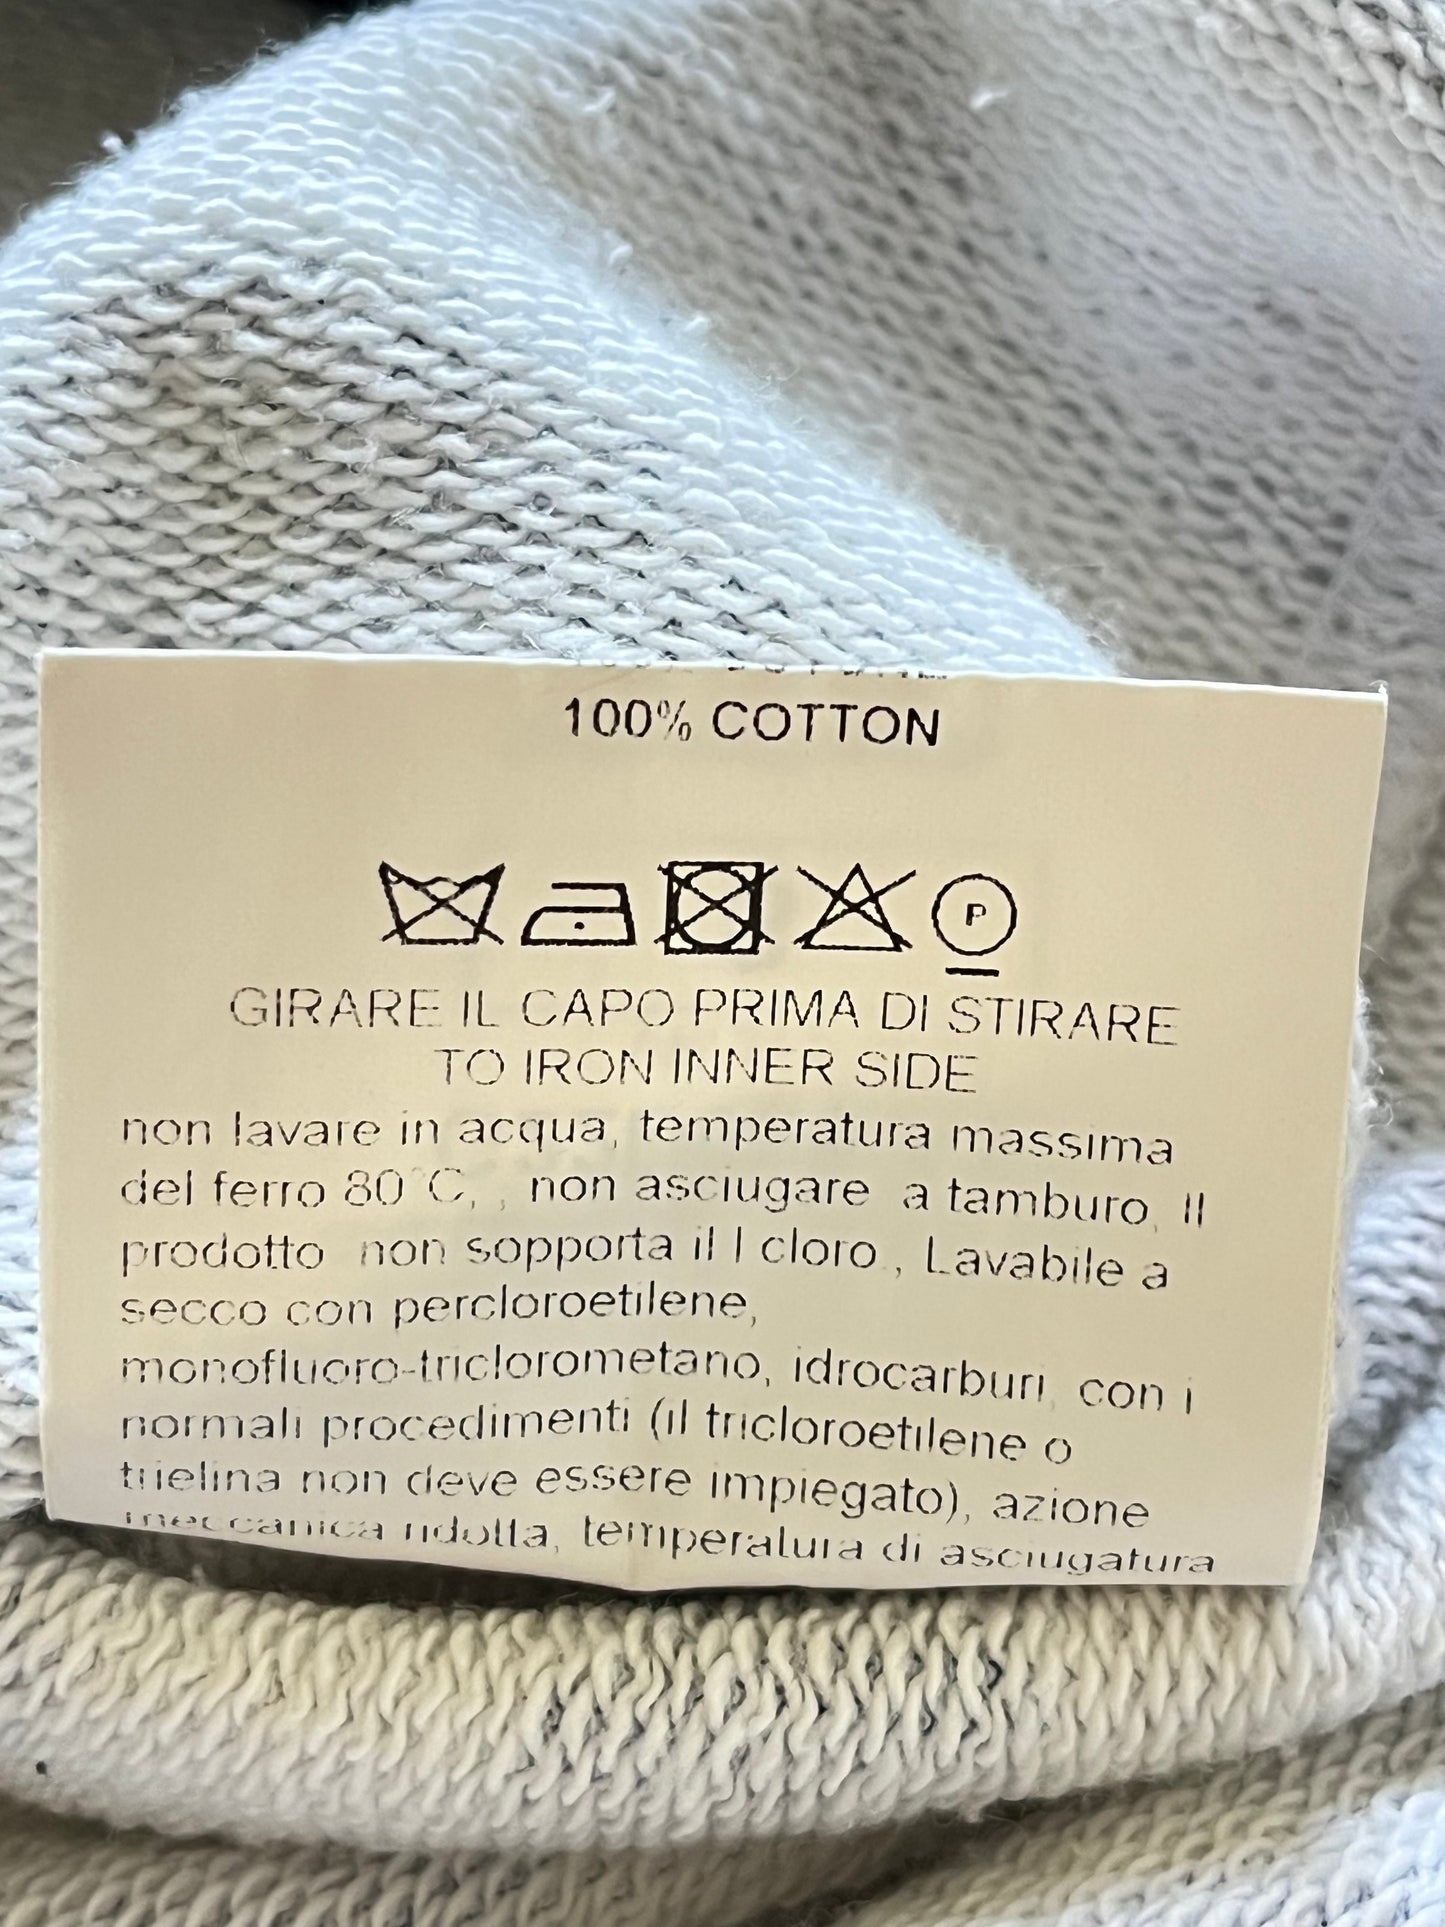 100% COTTON
P
GIRARE IL CAPO PRIMA DI STIRARE
TO IRON INNER SIDE
non lavare in acqua, temperatura massima
del ferro 80°C, , non asciugare a tamburo, Il
prodotto non sopporta il l cloro , Lavabile a
secco con percloroetilene,
monofluoro-triclorometano, idrocarburi, con i
normali procedimenti (il tricloroetilene o
trielina non deve essere impiegato), azione
meccanica ridotta, temperatura di asciugatura